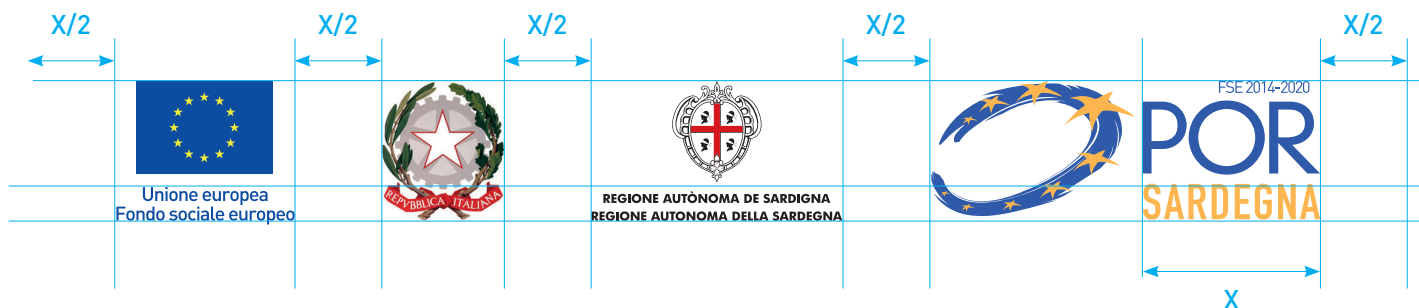 X/2 X/2 X/2 X/2 X/2
Unione europea
Fondo sociale europeo
REPVBBLICA ITALIANA
REGIONE AUTÒNOMA DE SARDIGNA
REGIONE AUTONOMA DELLA SARDEGNA
FSE 2014-2020
POR
SARDEGNA
X